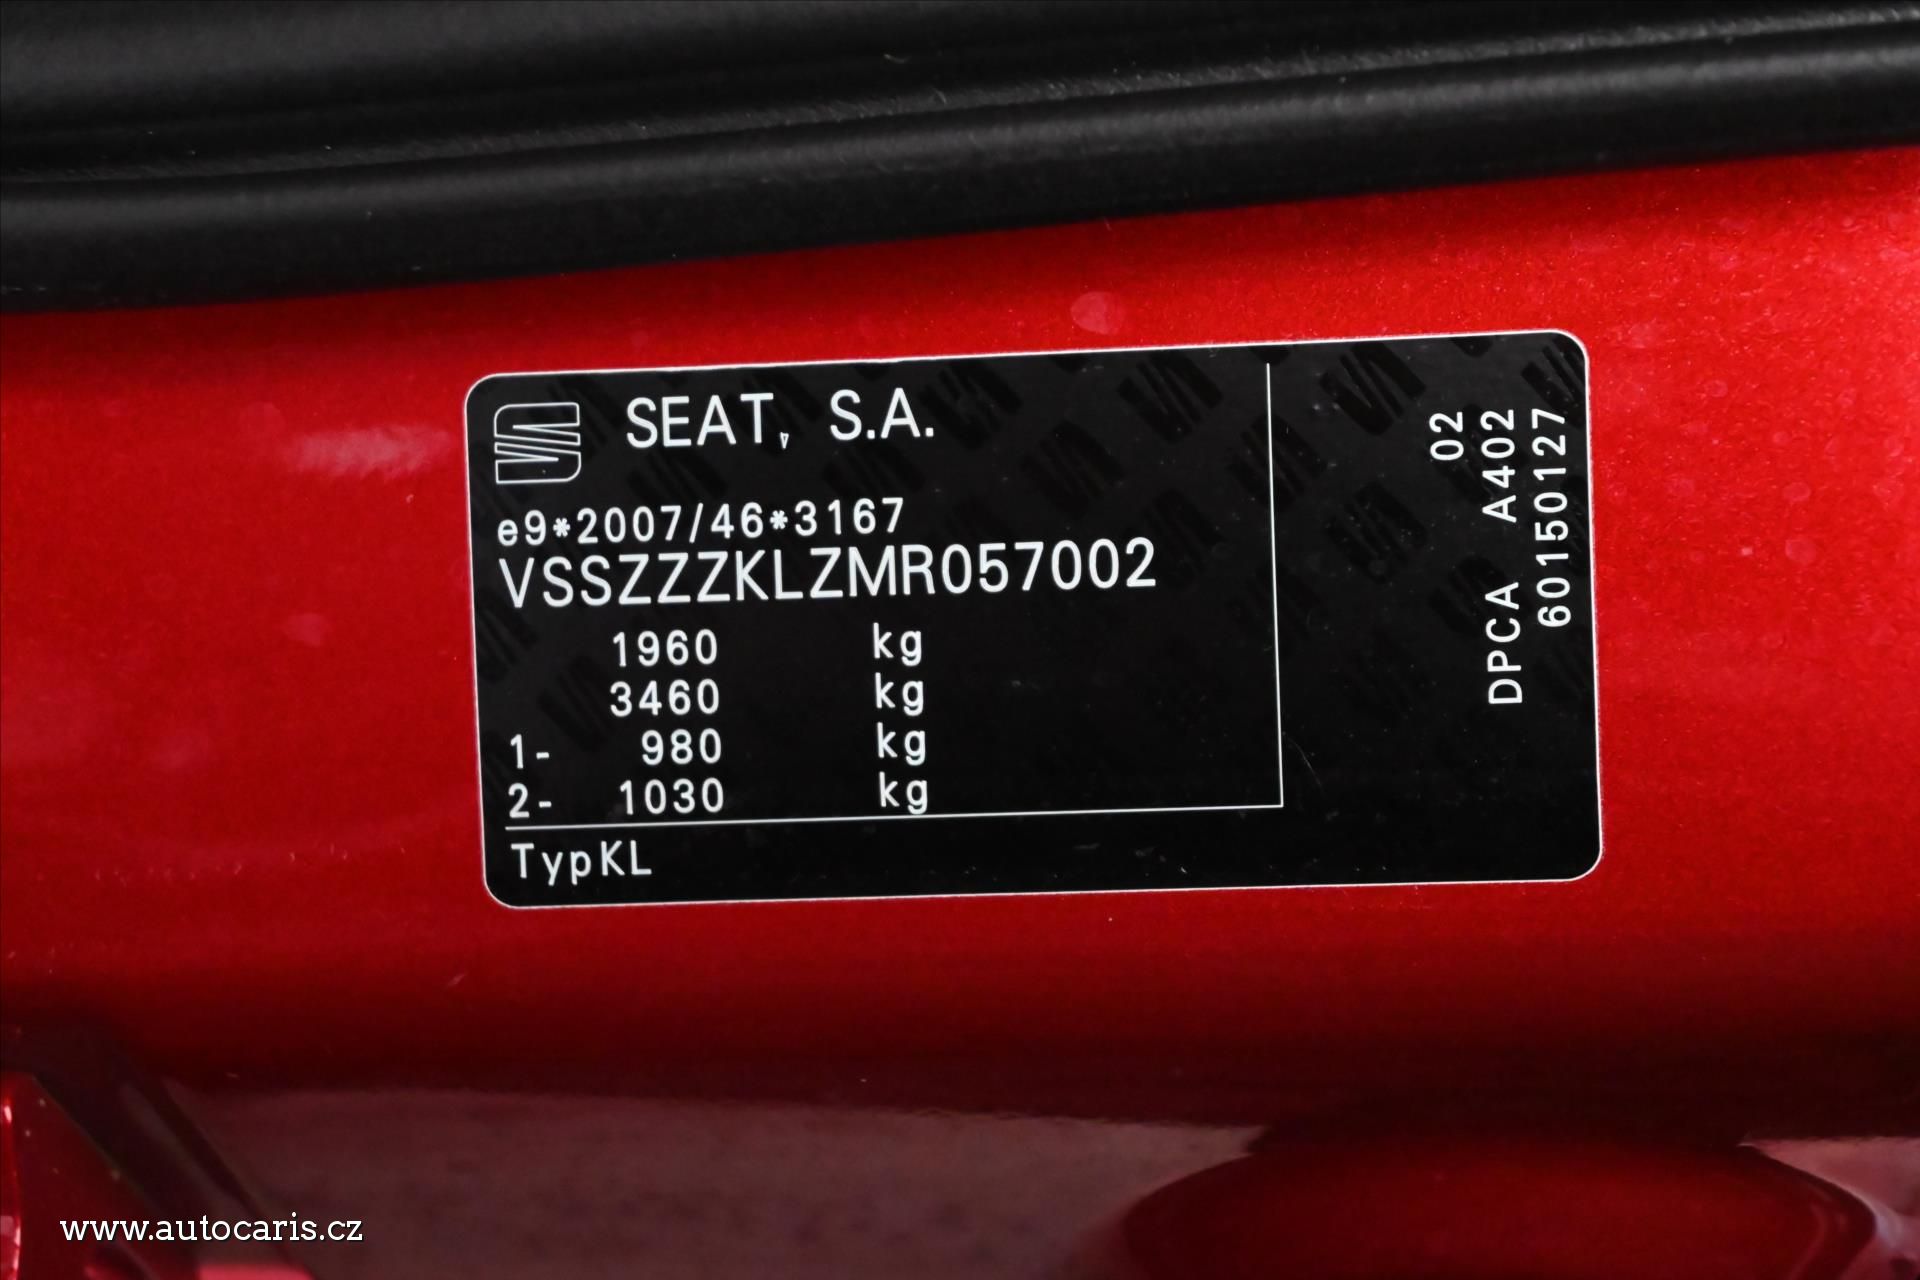 SEAT, S.A.
e9*2007/46*3167
VSSZZZKLZMR057002
1960 kg
3460 kg
1- 980 kg
2- 1030 kg
TypKL
02
DPCA A402
60150127
www.autocaris.cz